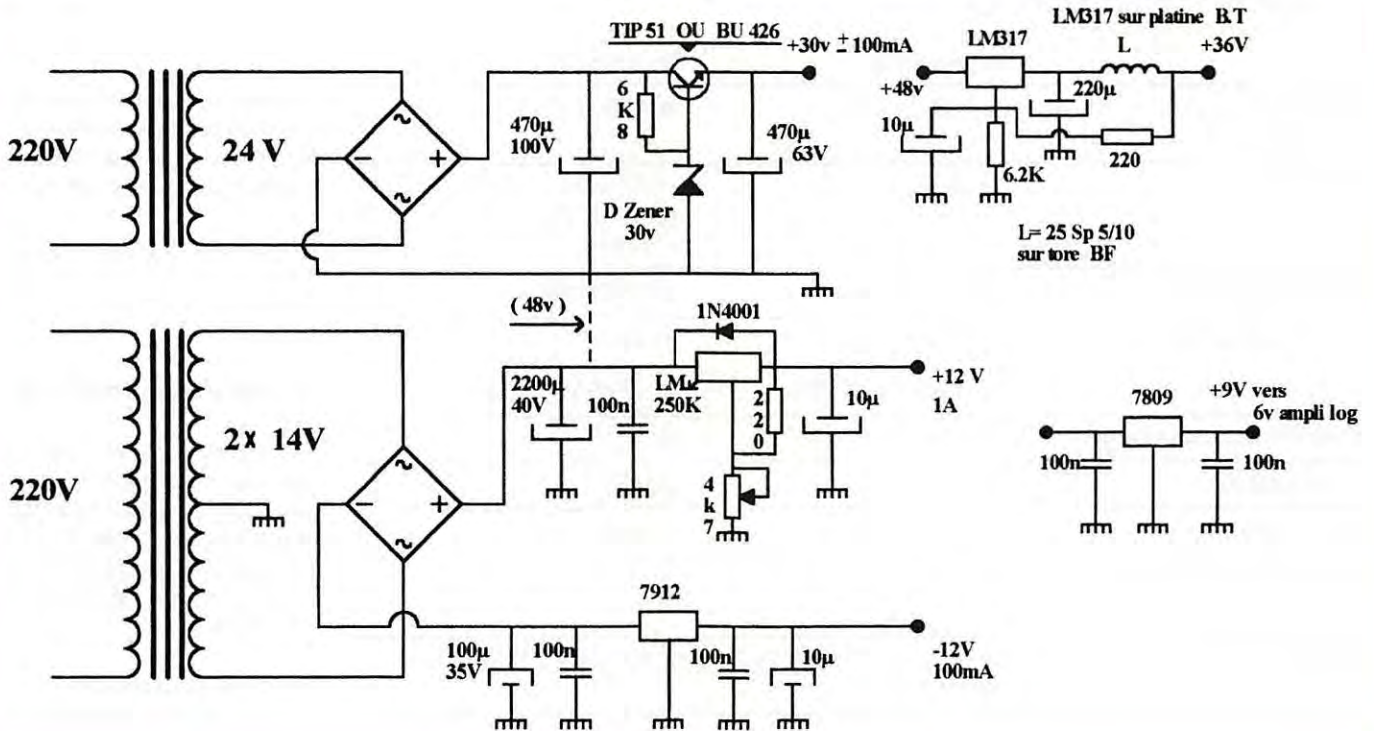 TIP 51 OU BU 426
+30v ± 100mA
220V
24 V
470µ
100V
6
K
8
470µ
63V
D Zener
30v
LM317 sur platine B.T
LM317
L
+36V
+48v
220µ
10µ
6.2K
220
L= 25 Sp 5/10
sur tore BF
( 48v )
220V
2 X 14V
2200µ
40V
100n
1N4001
250K
2
2
0
4
k
7
10µ
+12 V
1A
7809
+9V vers
6v ampli log
100n
100n
7912
100µ
35V
100n
100n
10µ
-12V
100mA